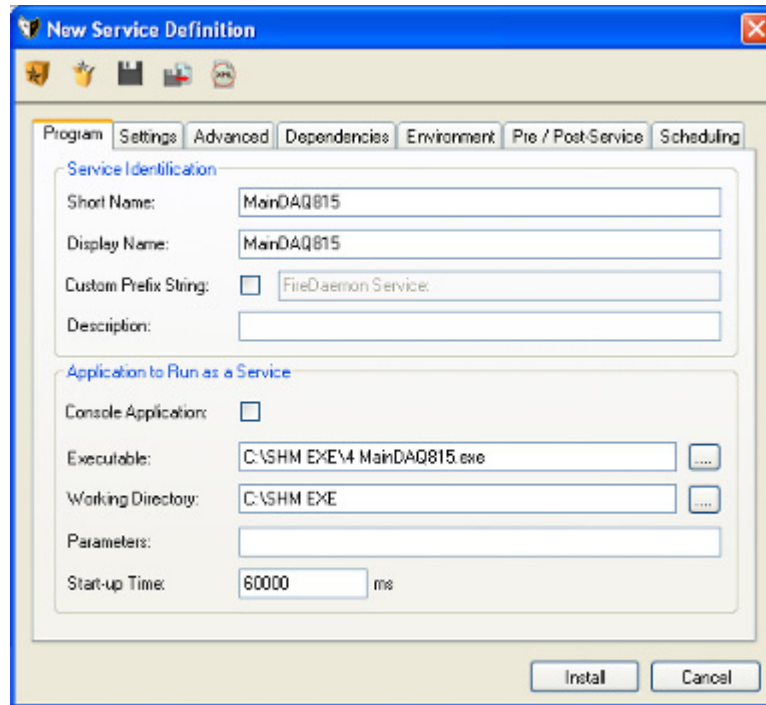 New Service Definition
Program Settings Advanced Dependencies Environment Pre / Post-Service Scheduling
Service Identification
Short Name: MainDAQ815
Display Name: MainDAQ815
Custom Prefix String: FireDaemon Service:
Description:
Application to Run as a Service
Console Application:
Executable: C:\SHM EXE\4 MainDAQ815.exe ....
Working Directory: C:\SHM EXE ....
Parameters:
Start-up Time: 60000 ms
Install Cancel